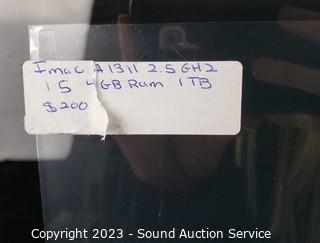 Imac A1311 2.5 GHz
i5 4GB Ram 1TB
$200
Copyright 2023 - Sound Auction Service